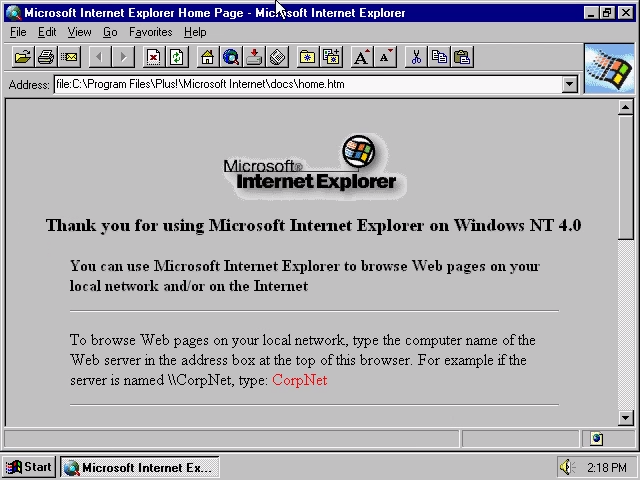 Microsoft Internet Explorer Home Page - Microsoft Internet Explorer
File Edit View Go Favorites Help
A A
Address: file:C:\Program Files\Plus!\Microsoft Internet\docs\home.htm
Microsoft®
Internet Explorer
Thank you for using Microsoft Internet Explorer on Windows NT 4.0
You can use Microsoft Internet Explorer to browse Web pages on your
local network and/or on the Internet
To browse Web pages on your local network, type the computer name of the
Web server in the address box at the top of this browser. For example if the
server is named \\CorpNet, type: CorpNet
Start Microsoft Internet Ex... 2:18 PM